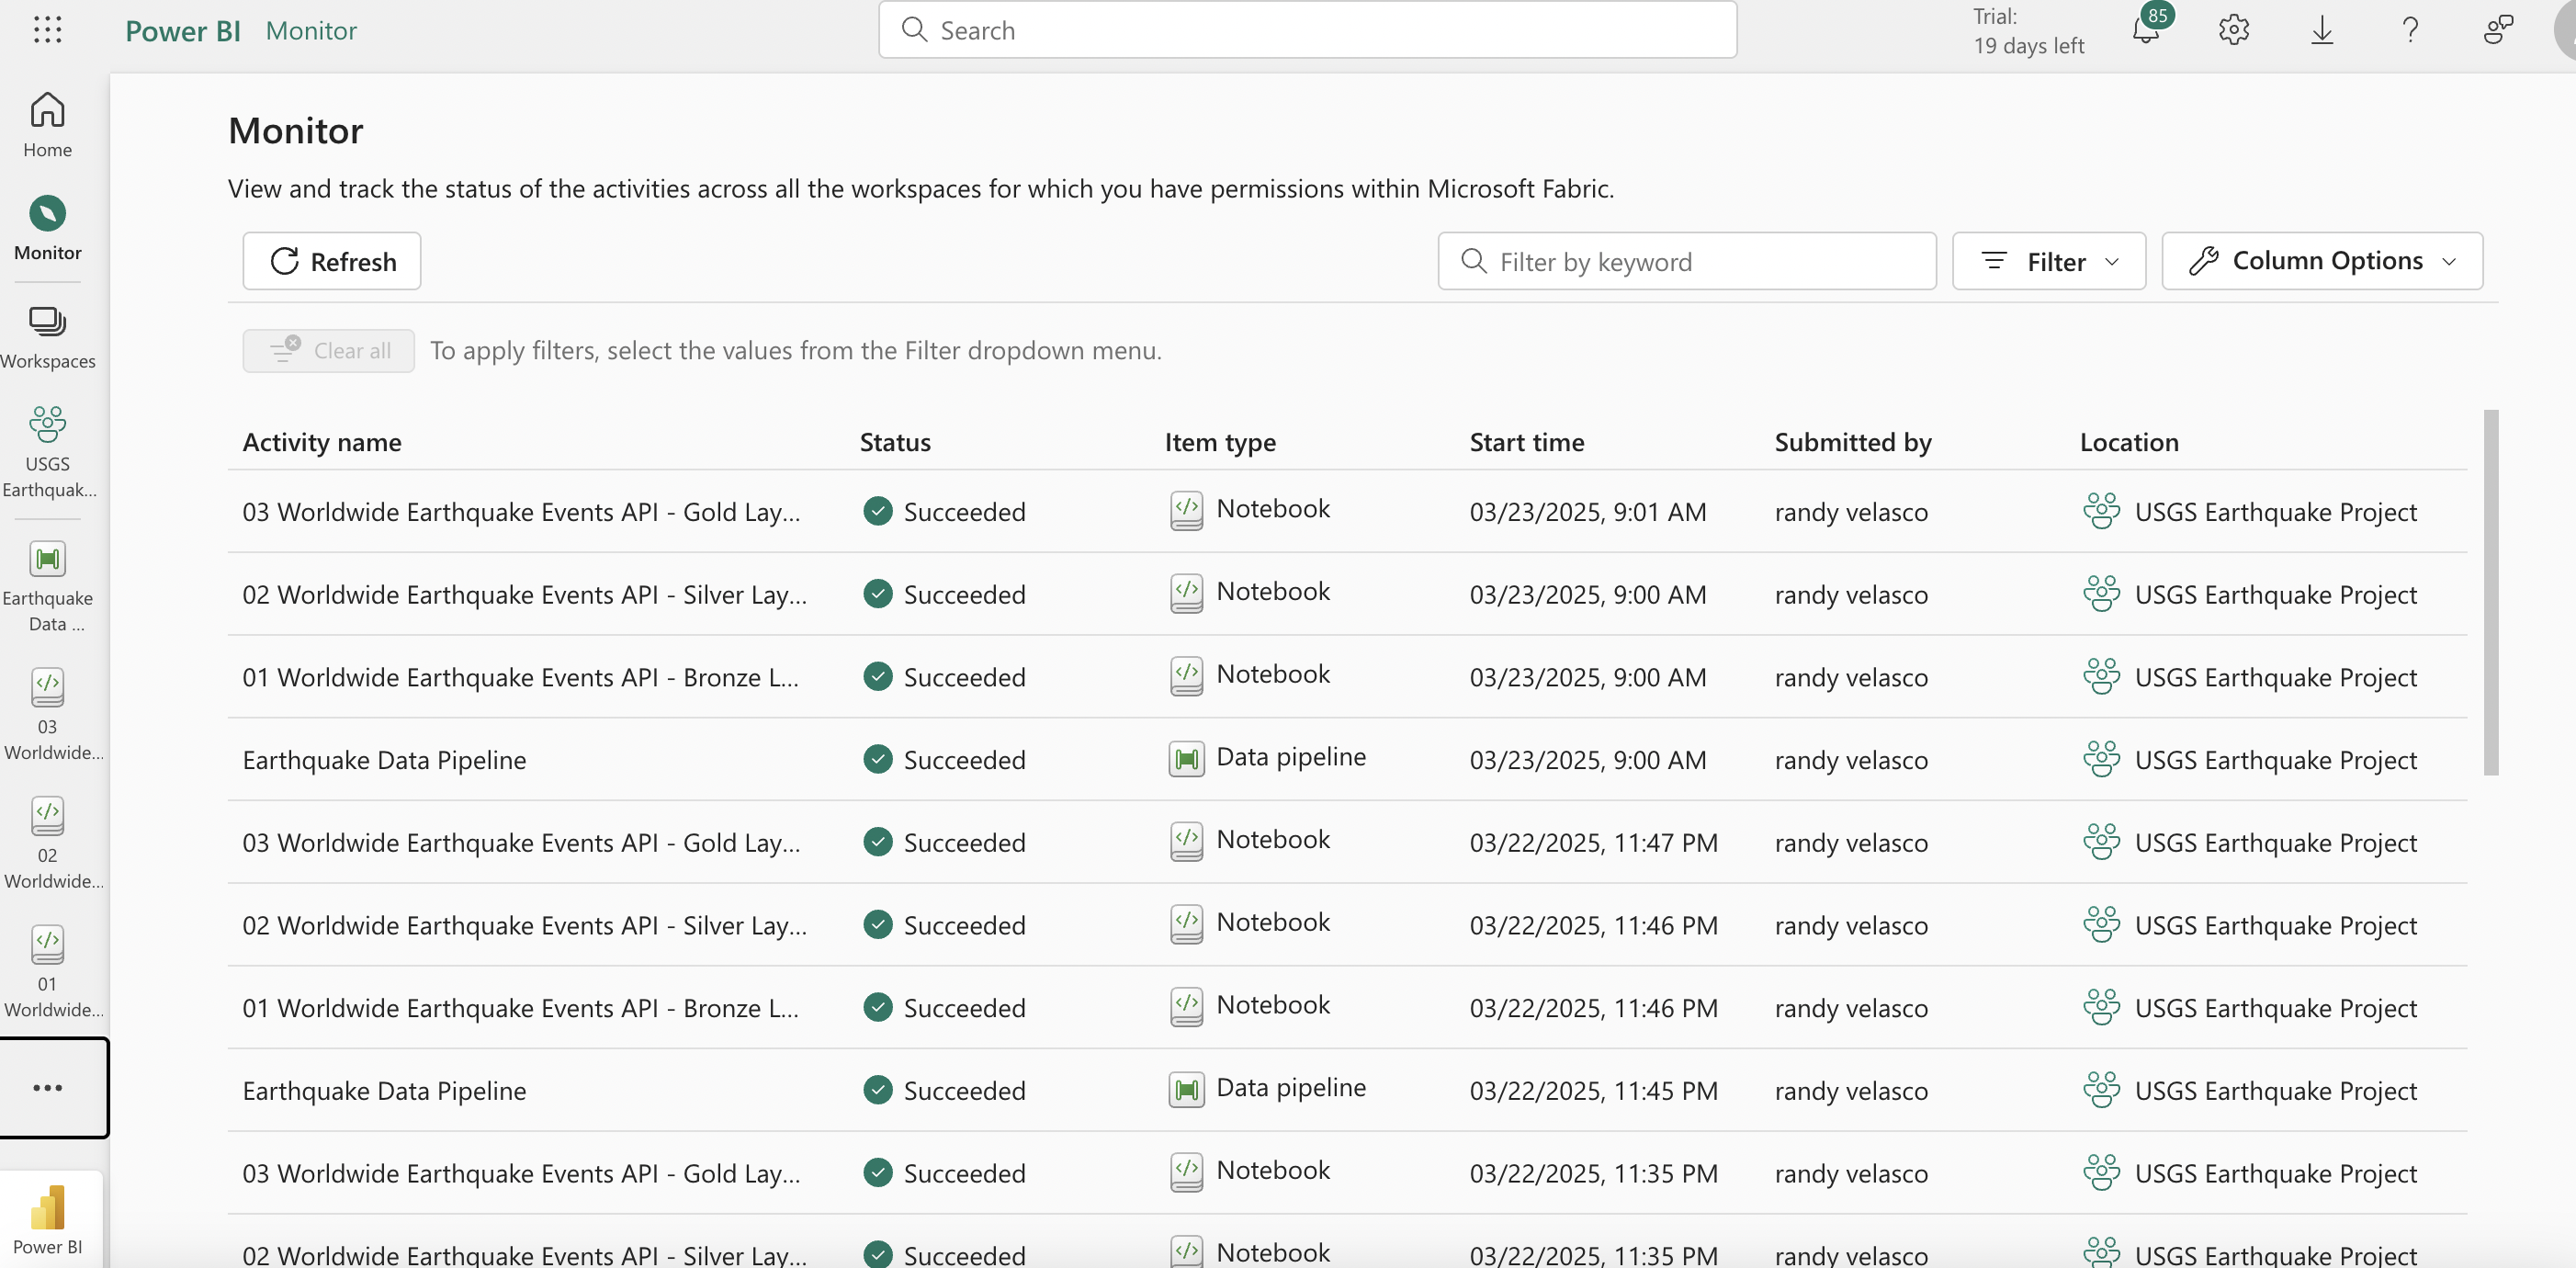 Power BI Monitor
Search
Trial:
19 days left
85
Home
Monitor
Workspaces
USGS
Earthquak...
Earthquake
Data ...
03
Worldwide...
02
Worldwide...
01
Worldwide...
Power BI
Monitor
View and track the status of the activities across all the workspaces for which you have permissions within Microsoft Fabric.
Refresh
Filter by keyword
Filter
Column Options
Clear all
To apply filters, select the values from the Filter dropdown menu.
Activity name Status Item type Start time Submitted by Location
03 Worldwide Earthquake Events API - Gold Lay... Succeeded Notebook 03/23/2025, 9:01 AM randy velasco USGS Earthquake Project
02 Worldwide Earthquake Events API - Silver Lay... Succeeded Notebook 03/23/2025, 9:00 AM randy velasco USGS Earthquake Project
01 Worldwide Earthquake Events API - Bronze L... Succeeded Notebook 03/23/2025, 9:00 AM randy velasco USGS Earthquake Project
Earthquake Data Pipeline Succeeded Data pipeline 03/23/2025, 9:00 AM randy velasco USGS Earthquake Project
03 Worldwide Earthquake Events API - Gold Lay... Succeeded Notebook 03/22/2025, 11:47 PM randy velasco USGS Earthquake Project
02 Worldwide Earthquake Events API - Silver Lay... Succeeded Notebook 03/22/2025, 11:46 PM randy velasco USGS Earthquake Project
01 Worldwide Earthquake Events API - Bronze L... Succeeded Notebook 03/22/2025, 11:46 PM randy velasco USGS Earthquake Project
Earthquake Data Pipeline Succeeded Data pipeline 03/22/2025, 11:45 PM randy velasco USGS Earthquake Project
03 Worldwide Earthquake Events API - Gold Lay... Succeeded Notebook 03/22/2025, 11:35 PM randy velasco USGS Earthquake Project
02 Worldwide Earthquake Events API - Silver Lay... Succeeded Notebook 03/22/2025, 11:35 PM randy velasco USGS Earthquake Project